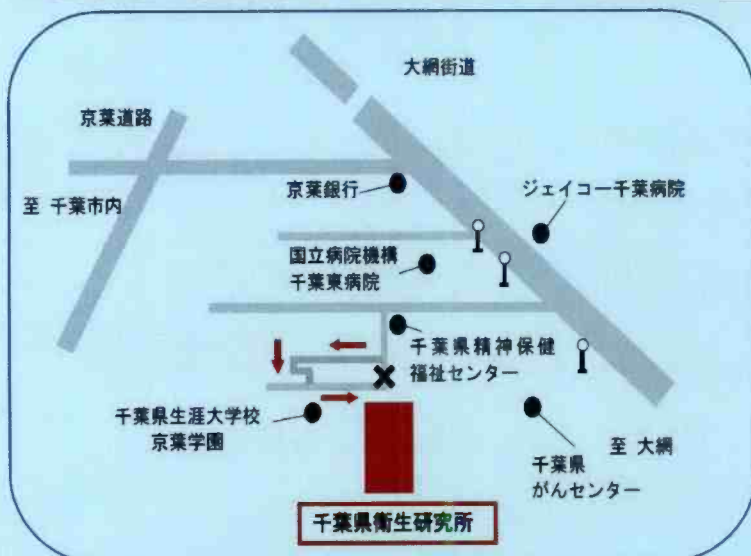 大網街道
京葉道路
京葉銀行
ジェイコー千葉病院
至 千葉市内
国立病院機構
千葉東病院
千葉県精神保健
福祉センター
千葉県生涯大学校
京葉学園
至 大網
千葉県
がんセンター
千葉県衛生研究所